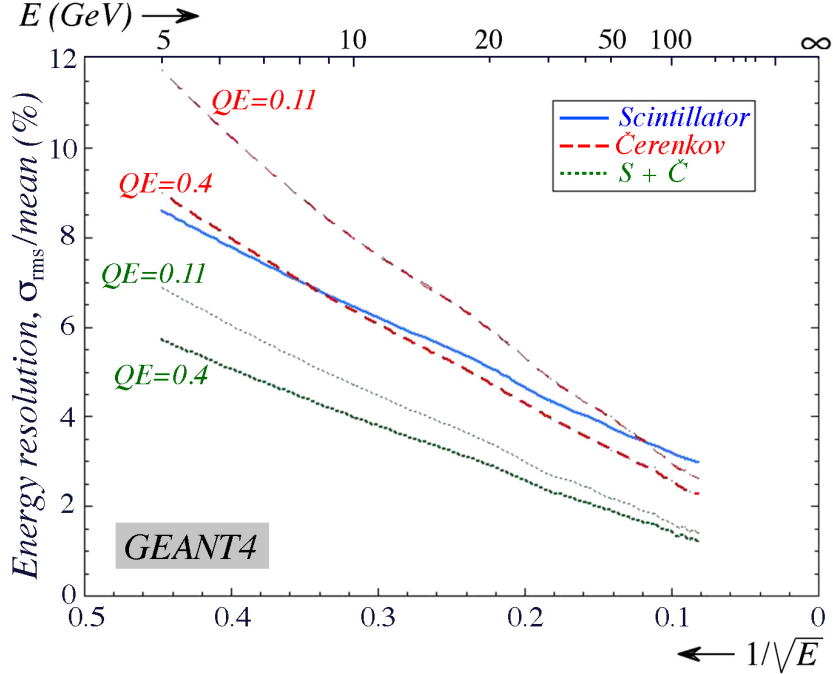 E (GeV)
5 10 20 50 100 ∞
12
10
8
6
4
2
0
Energy resolution, σrms/mean (%)
QE=0.11
Scintillator
Čerenkov
S + Č
QE=0.4
QE=0.11
QE=0.4
GEANT4
0.5 0.4 0.3 0.2 0.1 0
1/√E